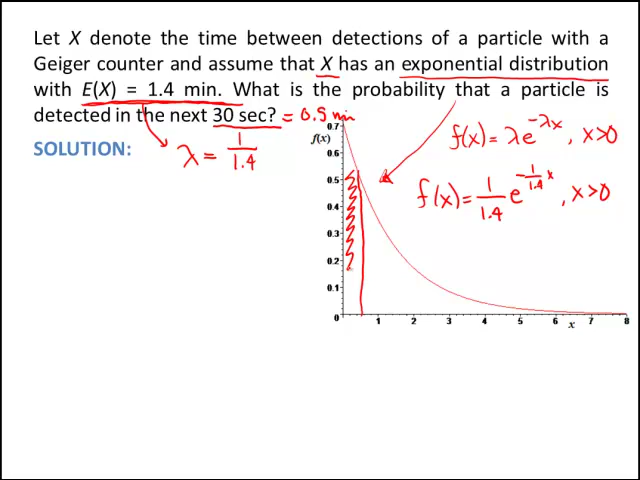 Let X denote the time between detections of a particle with a
Geiger counter and assume that X has an exponential distribution
with E(X) = 1.4 min. What is the probability that a particle is
detected in the next 30 sec? = 0.5 min
SOLUTION:
λ = 1/1.4
f(x) = λe^{-λx}, x>0
f(x) = 1/1.4 e^{-1/1.4 x}, x>0
f(x)
0.7
0.6
0.5
0.4
0.3
0.2
0.1
0 1 2 3 4 5 6 7 8
x